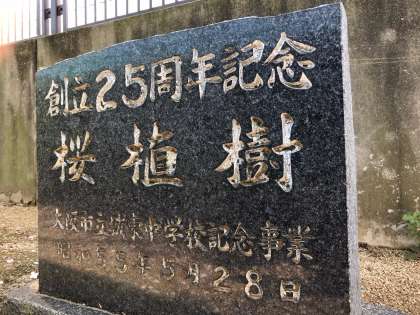 創立25周年記念
桜植樹
大阪市立城東中学校記念事業
昭和55年5月28日